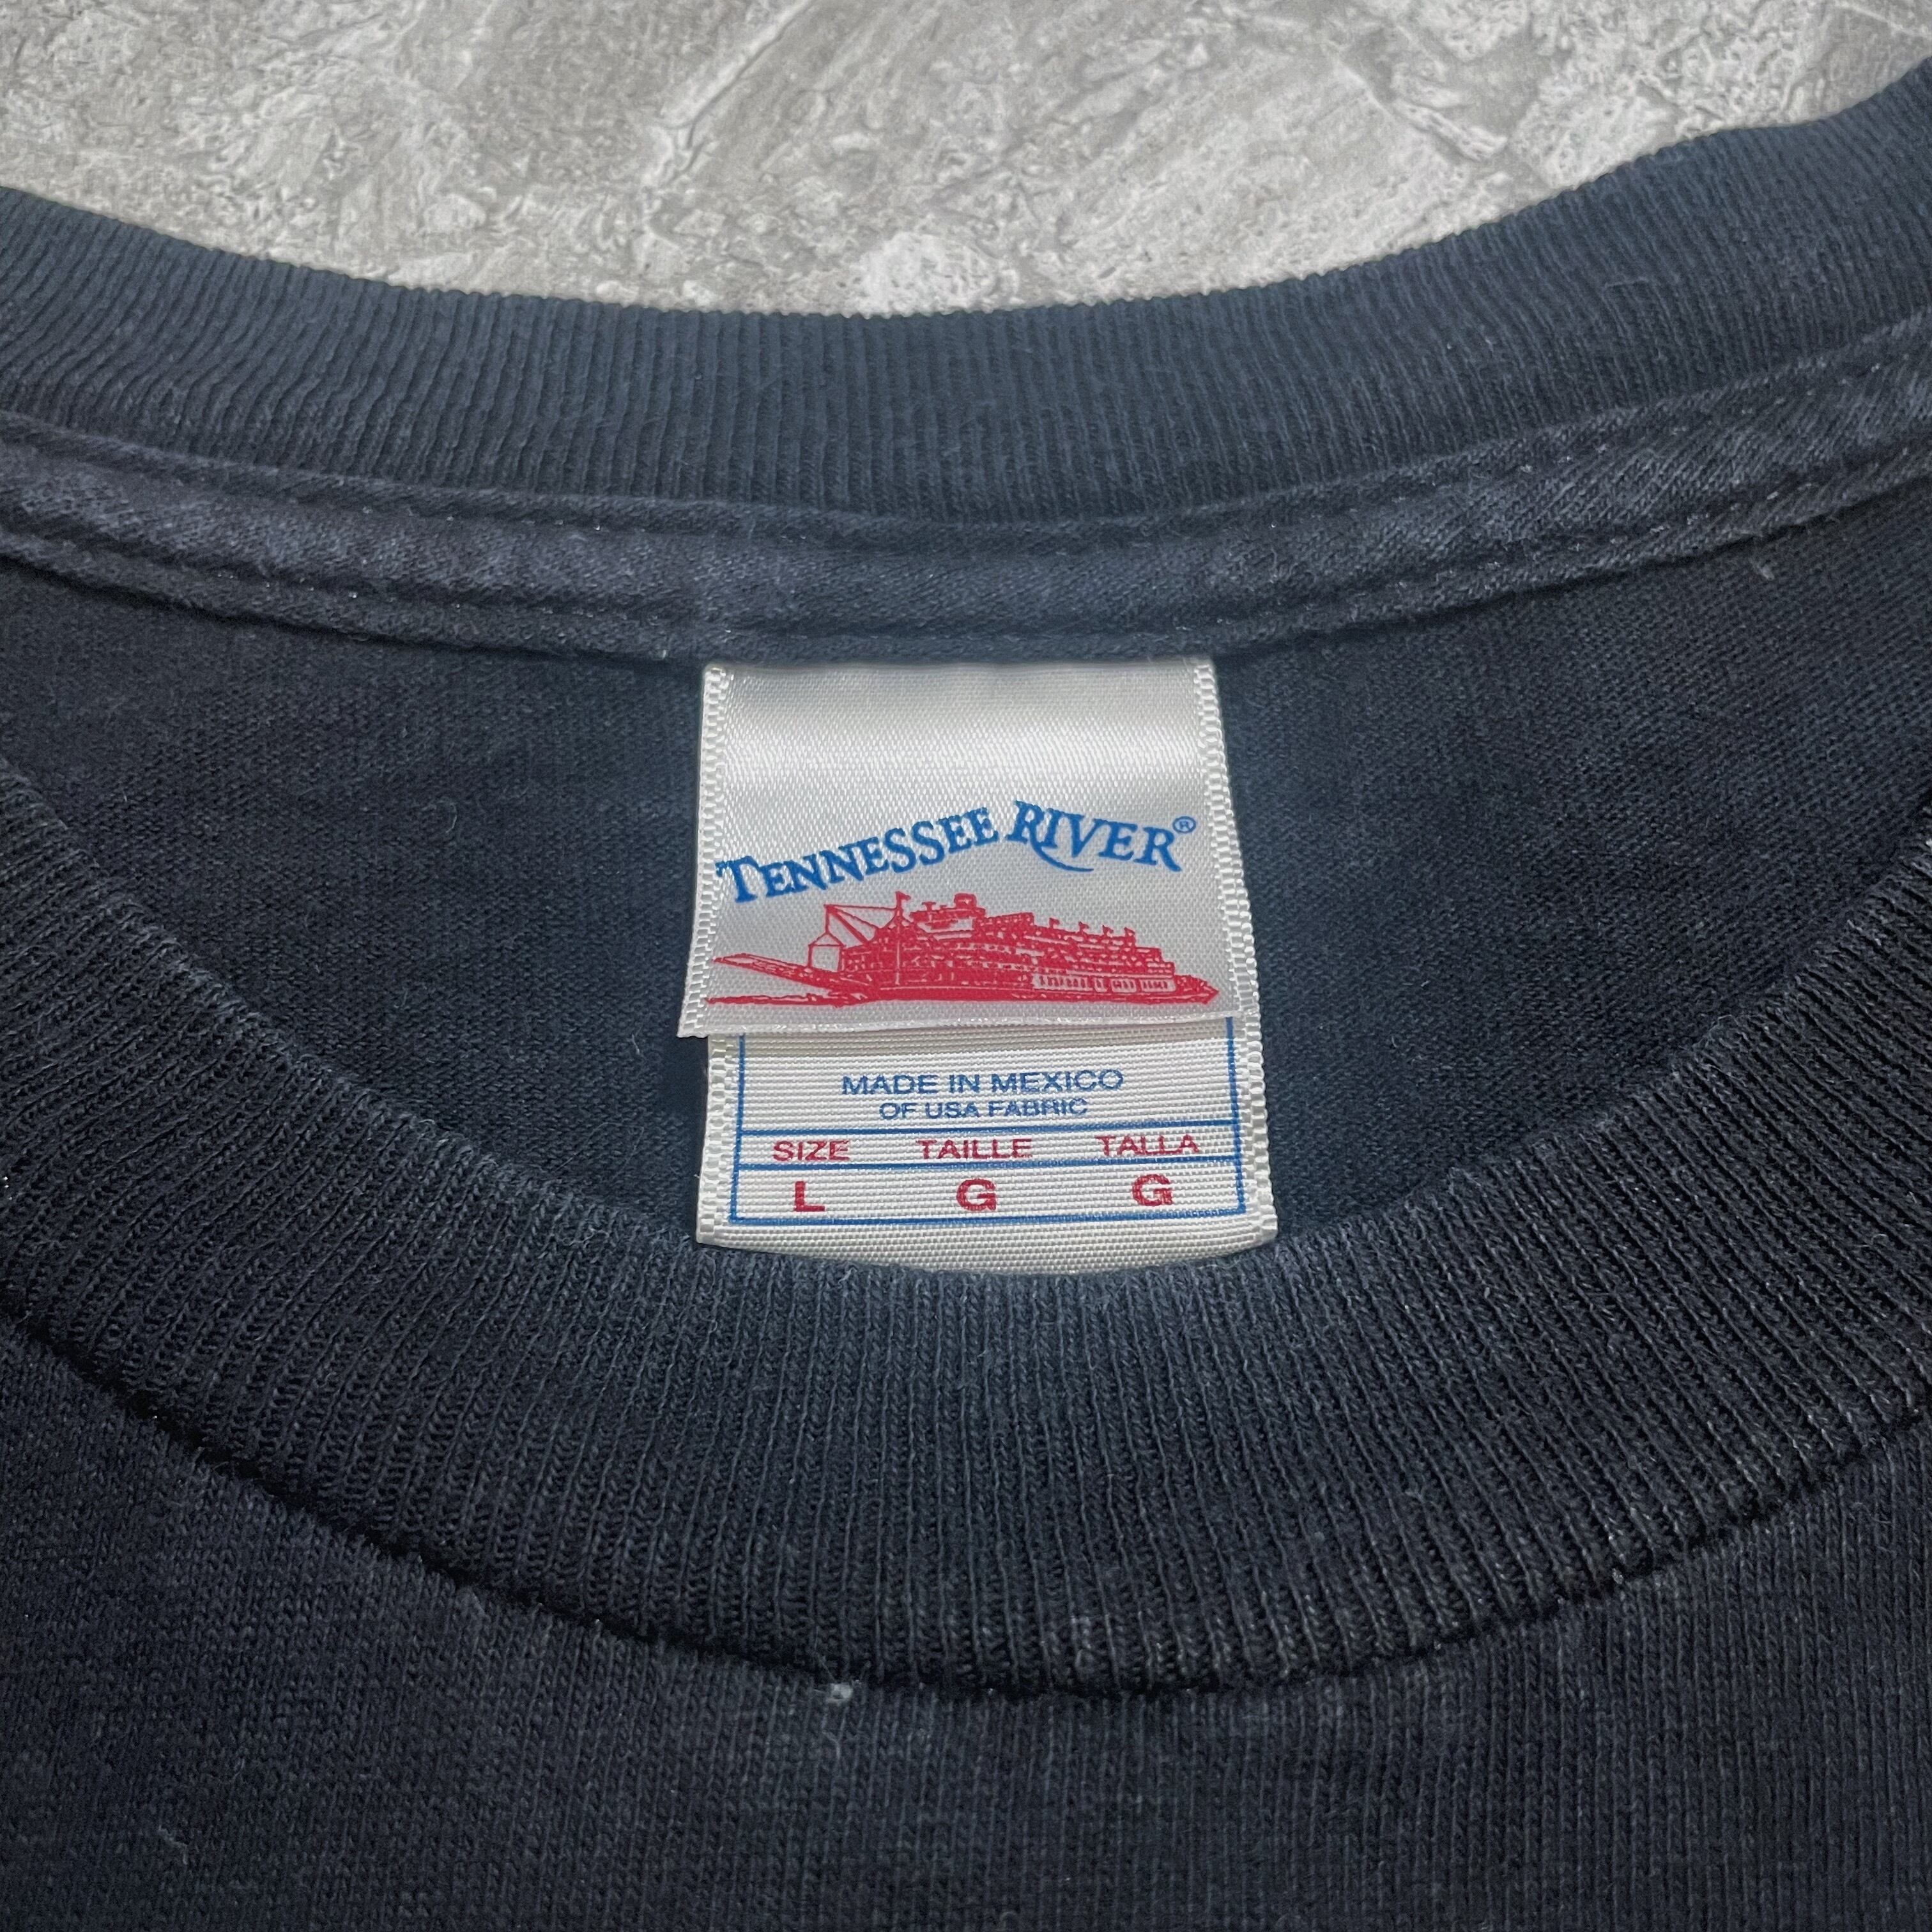 TENNESSEE RIVER®
MADE IN MEXICO
OF USA FABRIC
SIZE TAILLE TALLA
L G G